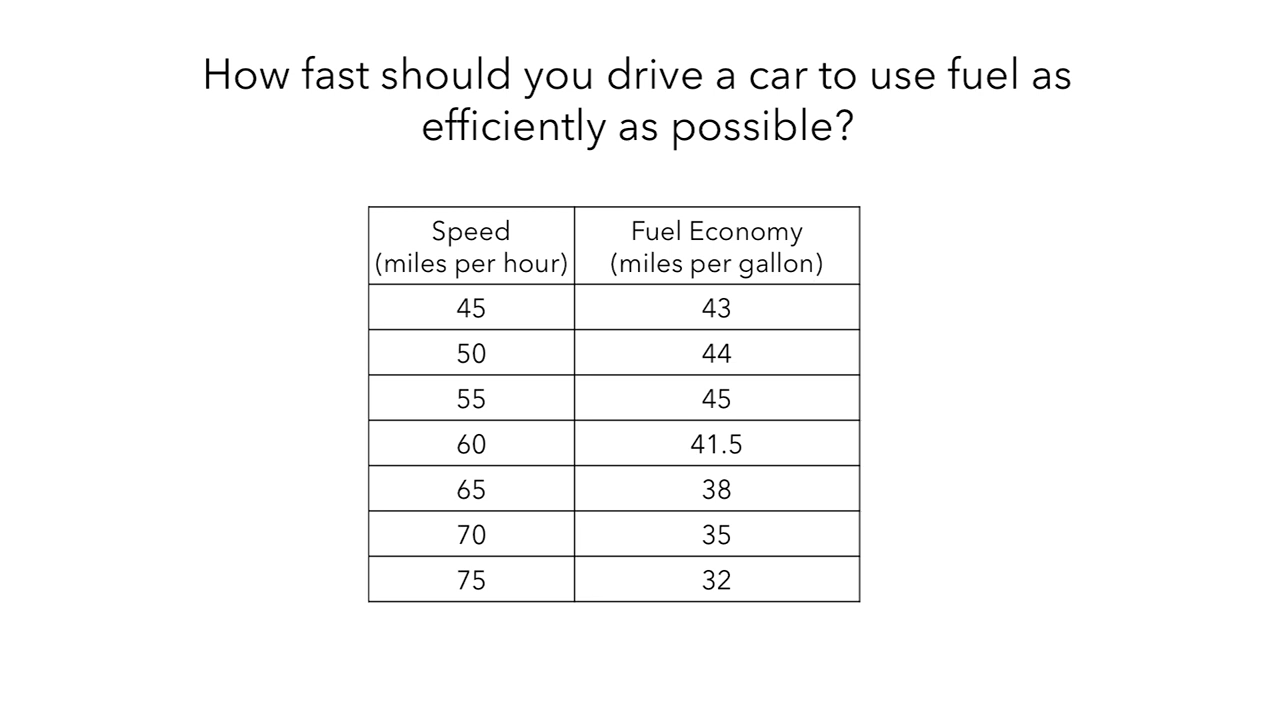 How fast should you drive a car to use fuel as
efficiently as possible?
Speed Fuel Economy
(miles per hour) (miles per gallon)
45 43
50 44
55 45
60 41.5
65 38
70 35
75 32